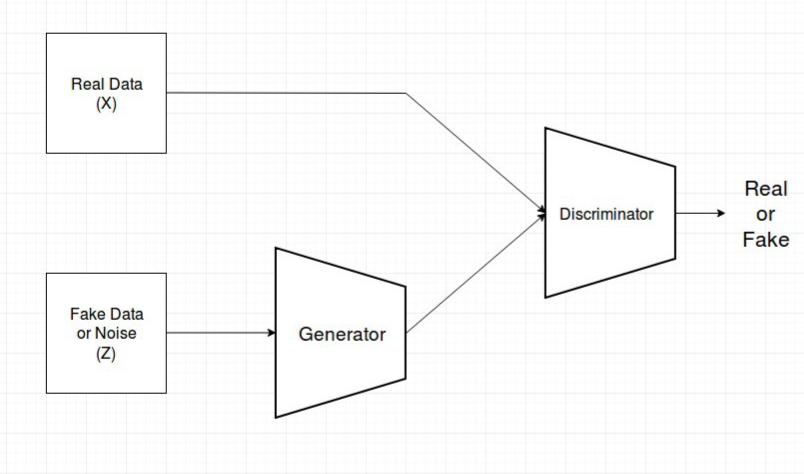 Real Data
(X)
Fake Data
or Noise
(Z)
Generator
Discriminator
Real
or
Fake